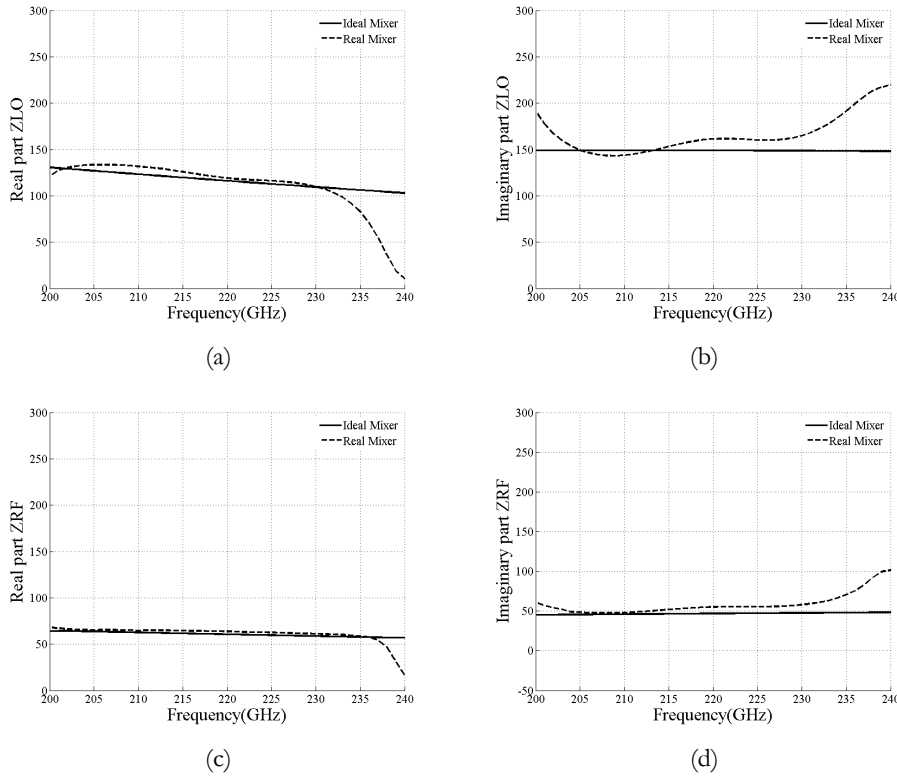 300
250
200
150
100
50
0
Real part ZLO
Ideal Mixer
Real Mixer
200 205 210 215 220 225 230 235 240
Frequency(GHz)
(a)
300
250
200
150
100
50
0
Imaginary part ZLO
Ideal Mixer
Real Mixer
200 205 210 215 220 225 230 235 240
Frequency(GHz)
(b)
300
250
200
150
100
50
0
Real part ZRF
Ideal Mixer
Real Mixer
200 205 210 215 220 225 230 235 240
Frequency(GHz)
(c)
300
250
200
150
100
50
0
-50
Imaginary part ZRF
Ideal Mixer
Real Mixer
200 205 210 215 220 225 230 235 240
Frequency(GHz)
(d)